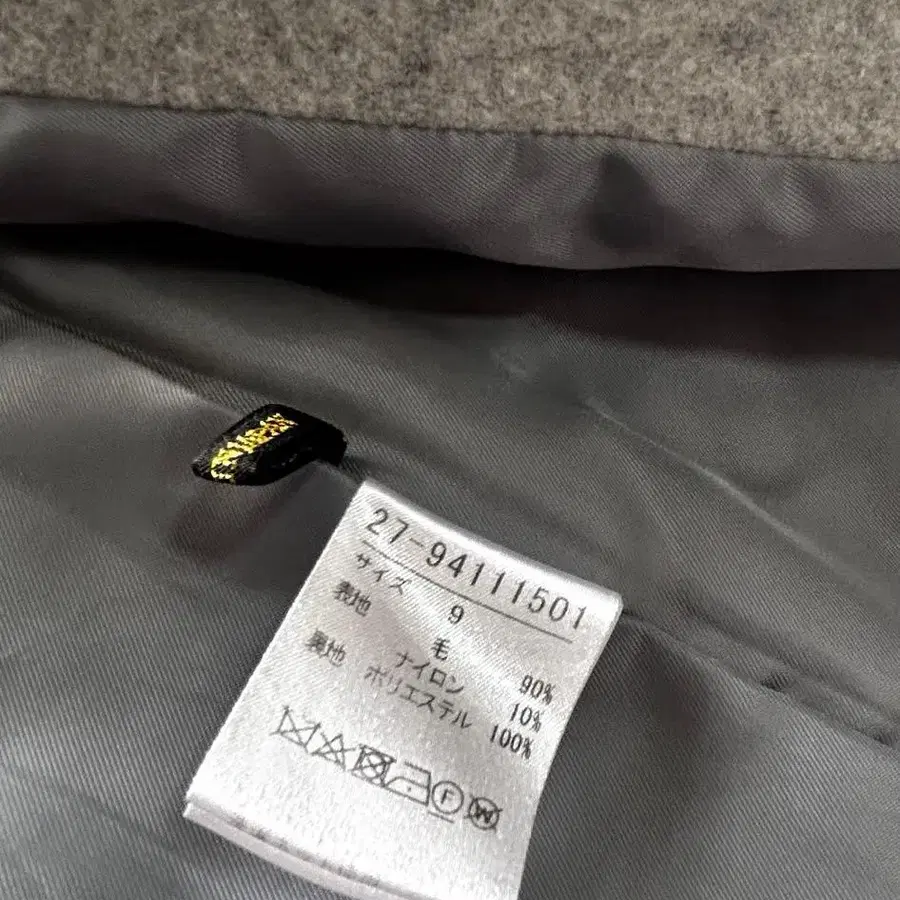 27-94111501
サイズ 9
表地 毛 90%
ナイロン 10%
裏地 ポリエステル 100%
F W